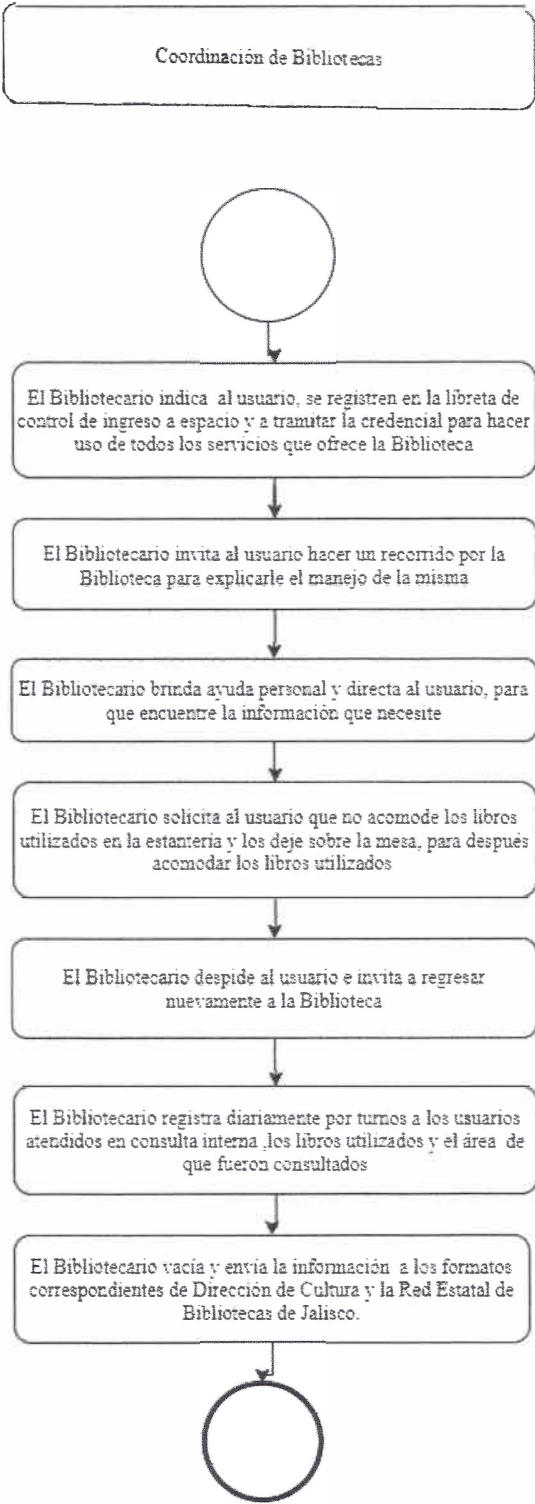 Coordinación de Bibliotecas
El Bibliotecario indica al usuario, se registren en la libreta de
control de ingreso a espacio y a tramitar la credencial para hacer
uso de todos los servicios que ofrece la Biblioteca
El Bibliotecario invita al usuario hacer un recorrido por la
Biblioteca para explicarle el manejo de la misma
El Bibliotecario brinda ayuda personal y directa al usuario, para
que encuentre la información que necesite
El Bibliotecario solicita al usuario que no acomode los libros
utilizados en la estantería y los deje sobre la mesa, para después
acomodar los libros utilizados
El Bibliotecario despide al usuario e invita a regresar
nuevamente a la Biblioteca
El Bibliotecario registra diariamente por turnos a los usuarios
atendidos en consulta interna ,los libros utilizados y el área de
que fueron consultados
El Bibliotecario vacía y envía la información a los formatos
correspondientes de Dirección de Cultura y la Red Estatal de
Bibliotecas de Jalisco.